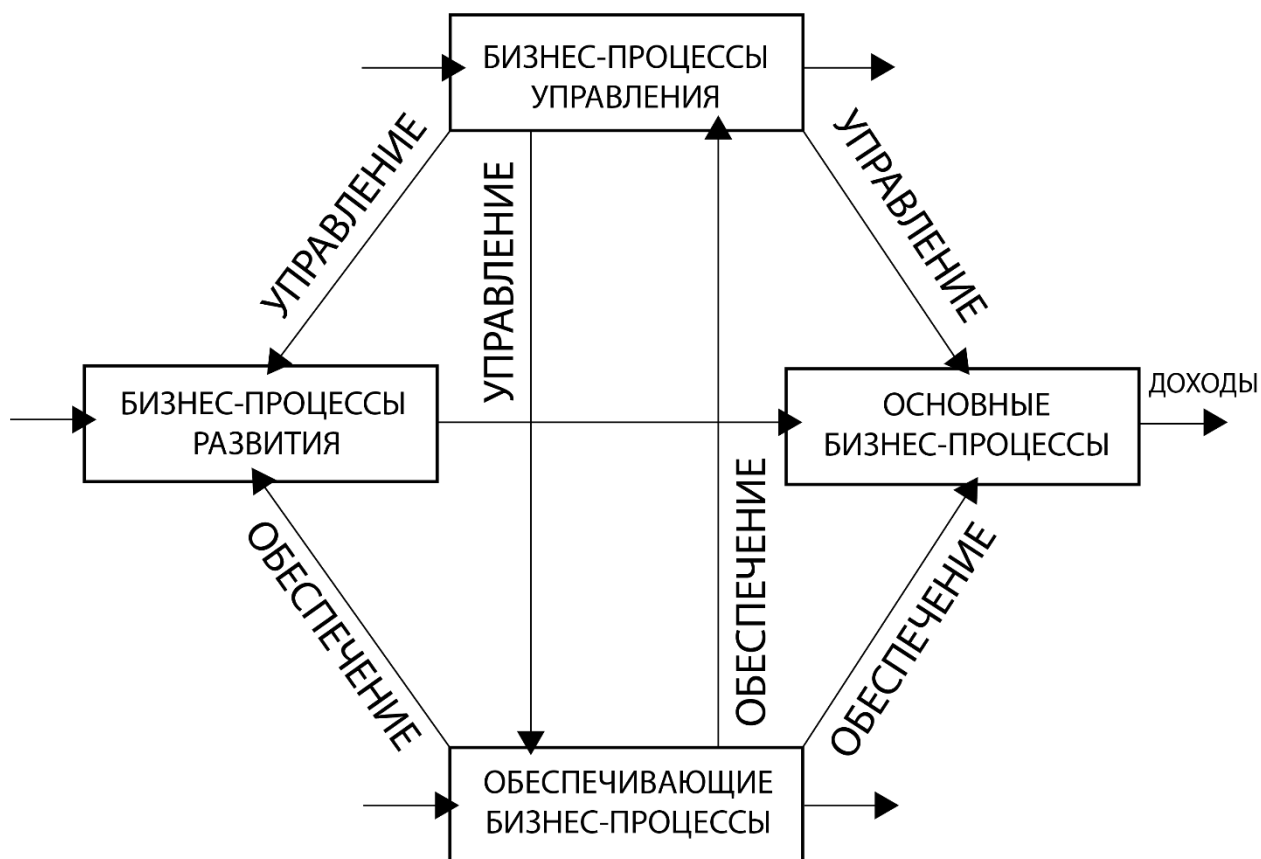 БИЗНЕС-ПРОЦЕССЫ
УПРАВЛЕНИЯ
УПРАВЛЕНИЕ
УПРАВЛЕНИЕ
УПРАВЛЕНИЕ
БИЗНЕС-ПРОЦЕССЫ
РАЗВИТИЯ
ОСНОВНЫЕ
БИЗНЕС-ПРОЦЕССЫ
ДОХОДЫ
ОБЕСПЕЧЕНИЕ
ОБЕСПЕЧЕНИЕ
ОБЕСПЕЧЕНИЕ
ОБЕСПЕЧИВАЮЩИЕ
БИЗНЕС-ПРОЦЕССЫ